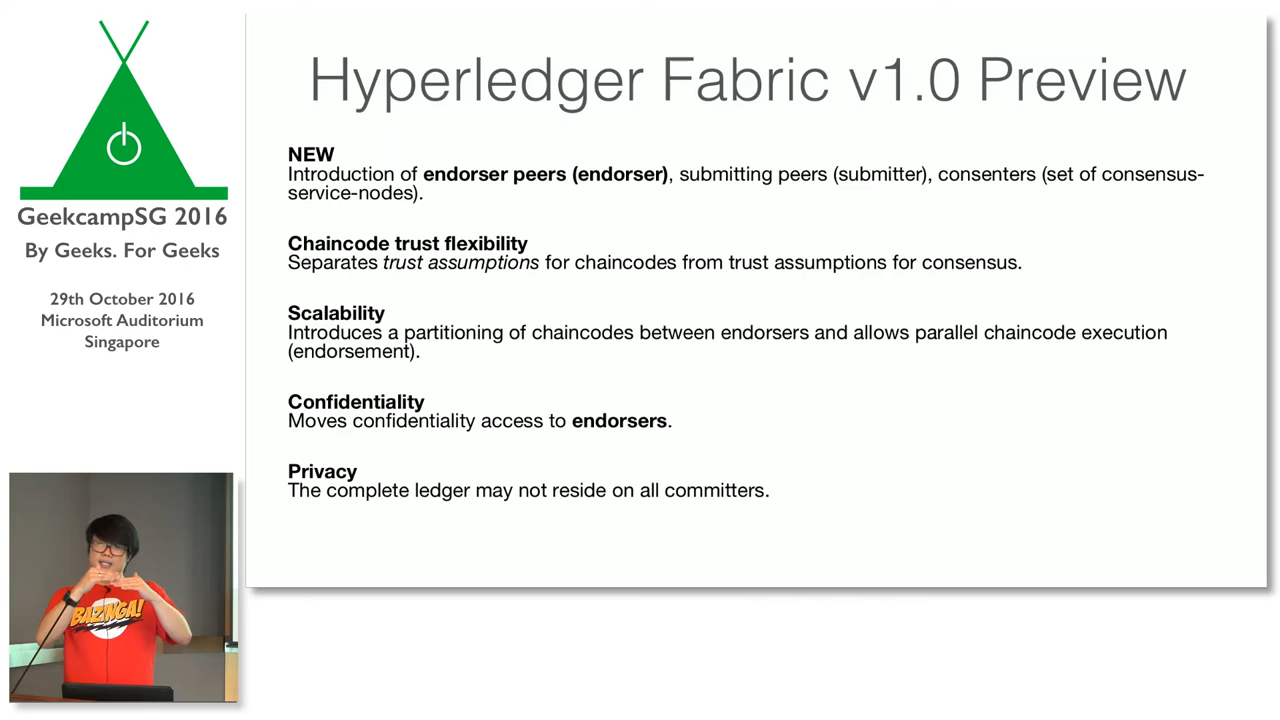 Hyperledger Fabric v1.0 Preview
NEW
Introduction of endorser peers (endorser), submitting peers (submitter), consenters (set of consensus-
service-nodes).
Chaincode trust flexibility
Separates trust assumptions for chaincodes from trust assumptions for consensus.
Scalability
Introduces a partitioning of chaincodes between endorsers and allows parallel chaincode execution
(endorsement).
Confidentiality
Moves confidentiality access to endorsers.
Privacy
The complete ledger may not reside on all committers.
GeekcampSG 2016
By Geeks. For Geeks
29th October 2016
Microsoft Auditorium
Singapore
BAZINGA!